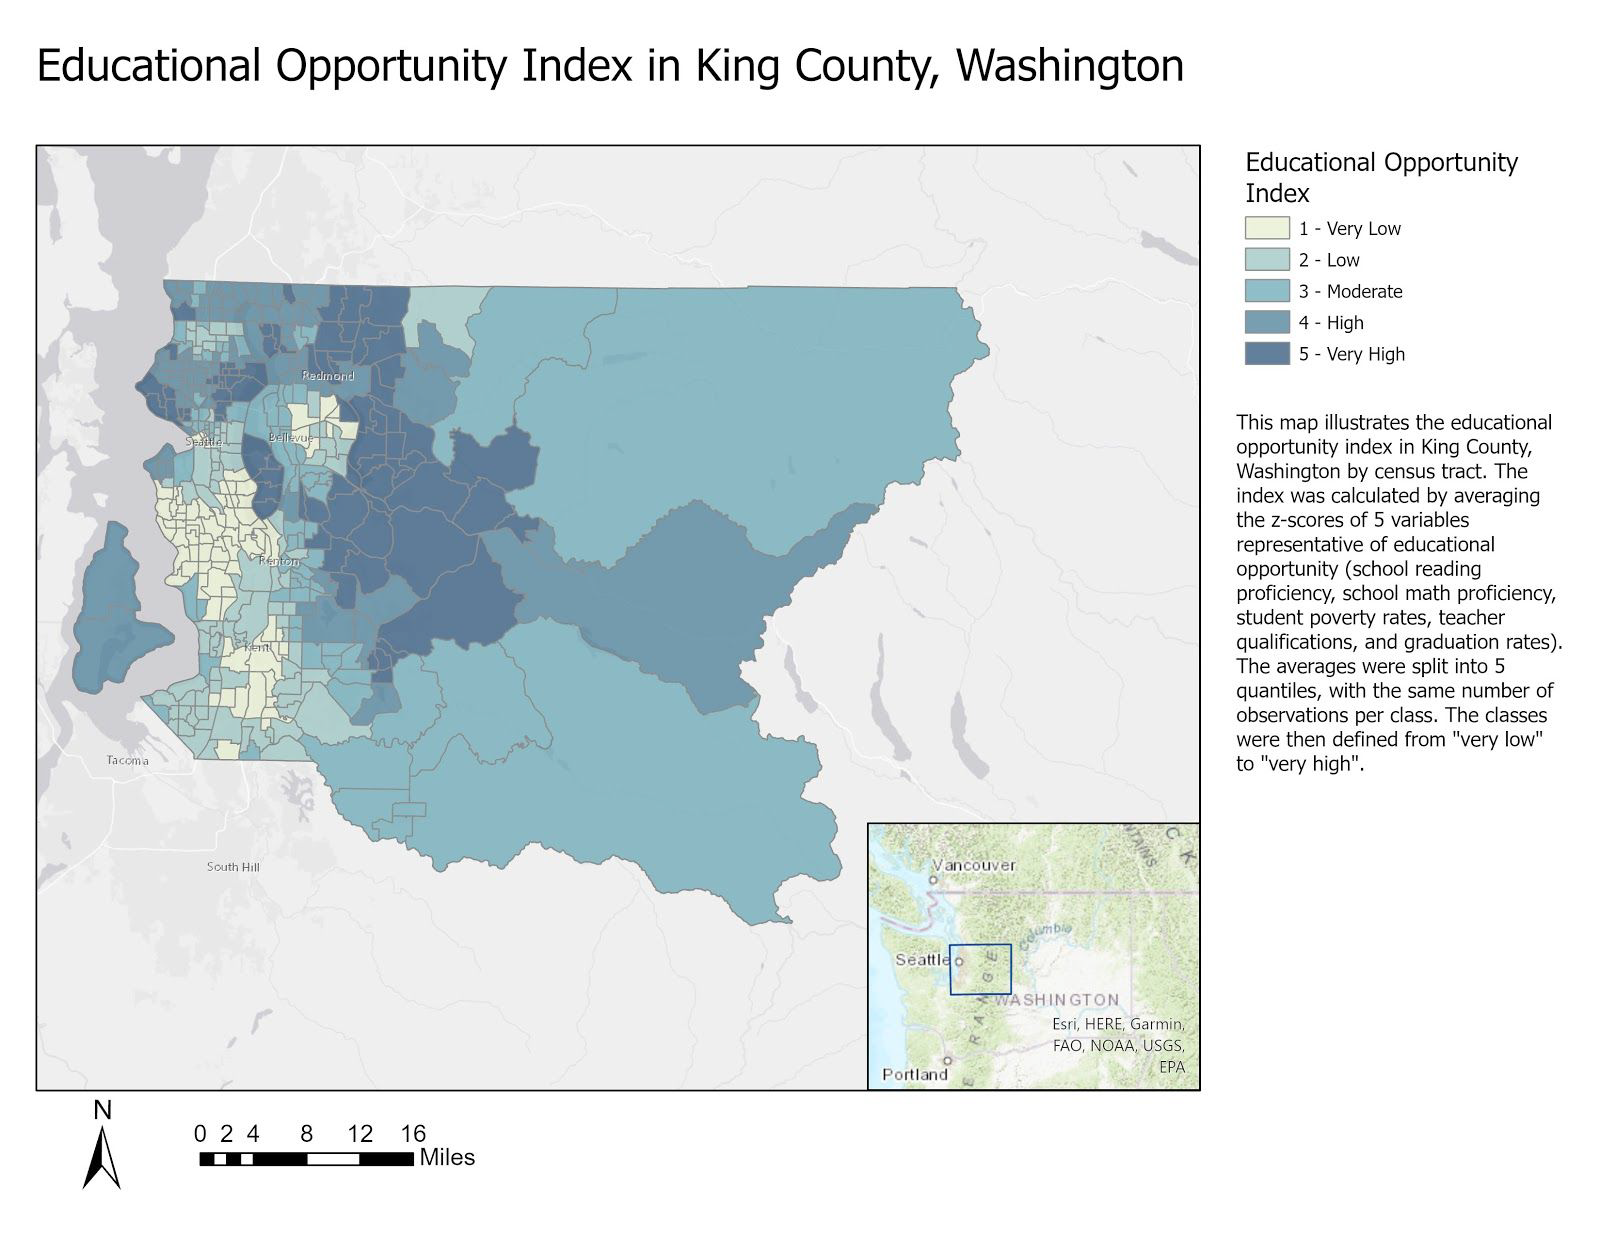 Educational Opportunity Index in King County, Washington
Educational Opportunity
Index
1 - Very Low
2 - Low
3 - Moderate
4 - High
5 - Very High
This map illustrates the educational
opportunity index in King County,
Washington by census tract. The
index was calculated by averaging
the z-scores of 5 variables
representative of educational
opportunity (school reading
proficiency, school math proficiency,
student poverty rates, teacher
qualifications, and graduation rates).
The averages were split into 5
quantiles, with the same number of
observations per class. The classes
were then defined from "very low"
to "very high".
Redmond
Seattle
Bellevue
Renton
Kent
Tacoma
South Hill
Vancouver
Columbia
Seattle
RANGE
WASHINGTON
Portland
Esri, HERE, Garmin,
FAO, NOAA, USGS,
EPA
N
0 2 4 8 12 16
Miles